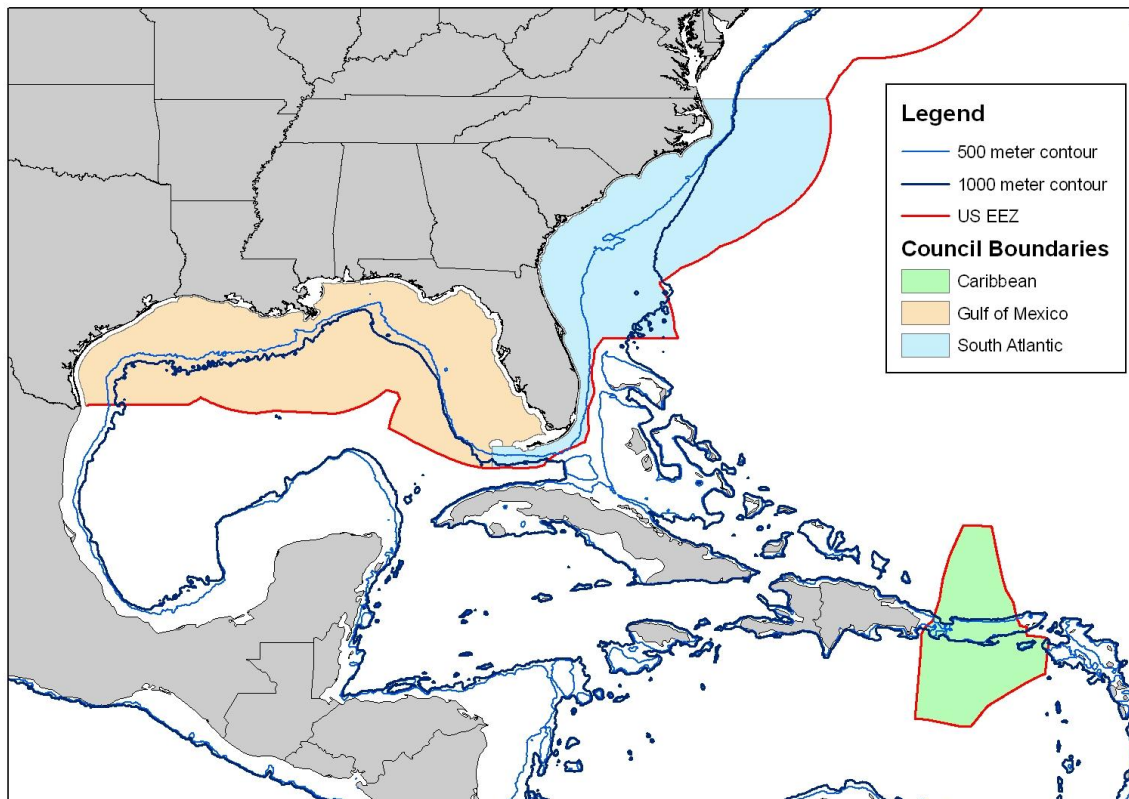 Legend
500 meter contour
1000 meter contour
US EEZ
Council Boundaries
Caribbean
Gulf of Mexico
South Atlantic